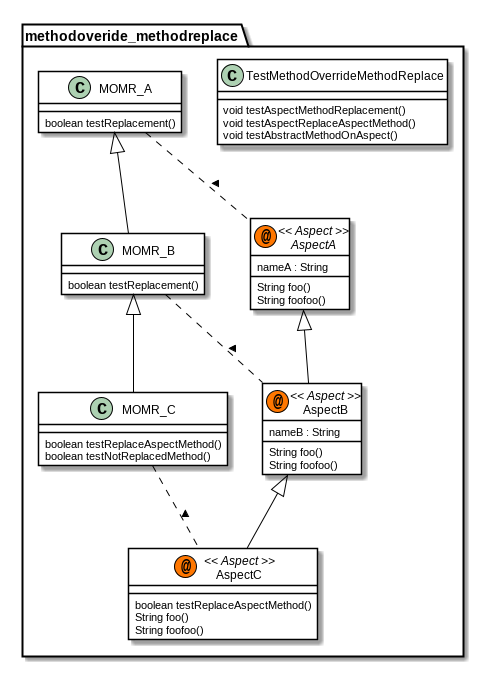 methodoveride_methodreplace
C MOMR_A
boolean testReplacement()
C TestMethodOverrideMethodReplace
void testAspectMethodReplacement()
void testAspectReplaceAspectMethod()
void testAbstractMethodOnAspect()
@ << Aspect >>
AspectA
nameA : String
String foo()
String foofoo()
C MOMR_B
boolean testReplacement()
@ << Aspect >>
AspectB
nameB : String
String foo()
String foofoo()
C MOMR_C
boolean testReplaceAspectMethod()
boolean testNotReplacedMethod()
@ << Aspect >>
AspectC
boolean testReplaceAspectMethod()
String foo()
String foofoo()